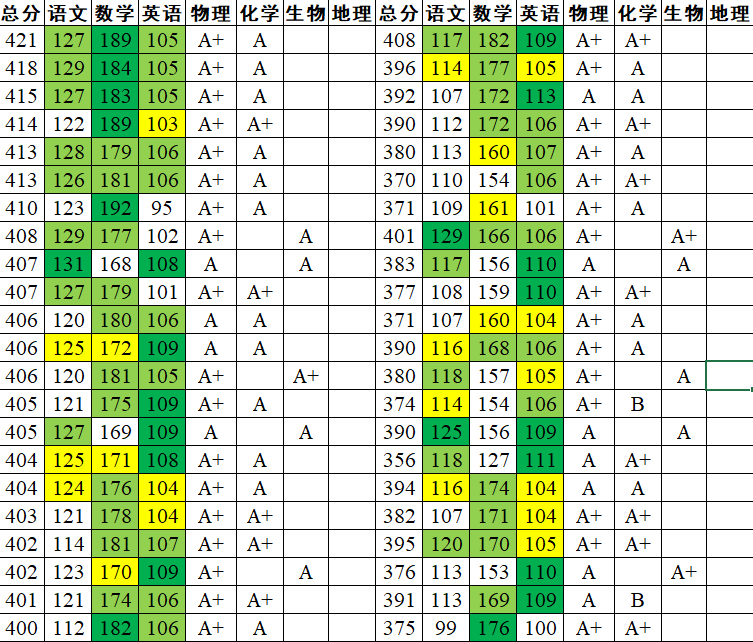 总分 语文 数学 英语 物理 化学 生物 地理 总分 语文 数学 英语 物理 化学 生物 地理
421 127 189 105 A+ A 408 117 182 109 A+ A+
418 129 184 105 A+ A 396 114 177 105 A+ A
415 127 183 105 A+ A 392 107 172 113 A A
414 122 189 103 A+ A+ 390 112 172 106 A+ A+
413 128 179 106 A+ A 380 113 160 107 A+ A
413 126 181 106 A+ A 370 110 154 106 A+ A+
410 123 192 95 A+ A 371 109 161 101 A+ A
408 129 177 102 A+ A 401 129 166 106 A+ A+
407 131 168 108 A A 383 117 156 110 A A
407 127 179 101 A+ A+ 377 108 159 110 A+ A+
406 120 180 106 A A 371 107 160 104 A+ A
406 125 172 109 A A 390 116 168 106 A+ A
406 120 181 105 A+ A+ 380 118 157 105 A+ A
405 121 175 109 A+ A 374 114 154 106 A+ B
405 127 169 109 A A 390 125 156 109 A A
404 125 171 108 A+ A 356 118 127 111 A A+
404 124 176 104 A+ A 394 116 174 104 A A
403 121 178 104 A+ A+ 382 107 171 104 A+ A+
402 114 181 107 A+ A+ 395 120 170 105 A+ A+
402 123 170 109 A+ A 376 113 153 110 A A+
401 121 174 106 A+ A+ 391 113 169 109 A B
400 112 182 106 A+ A 375 99 176 100 A+ A+